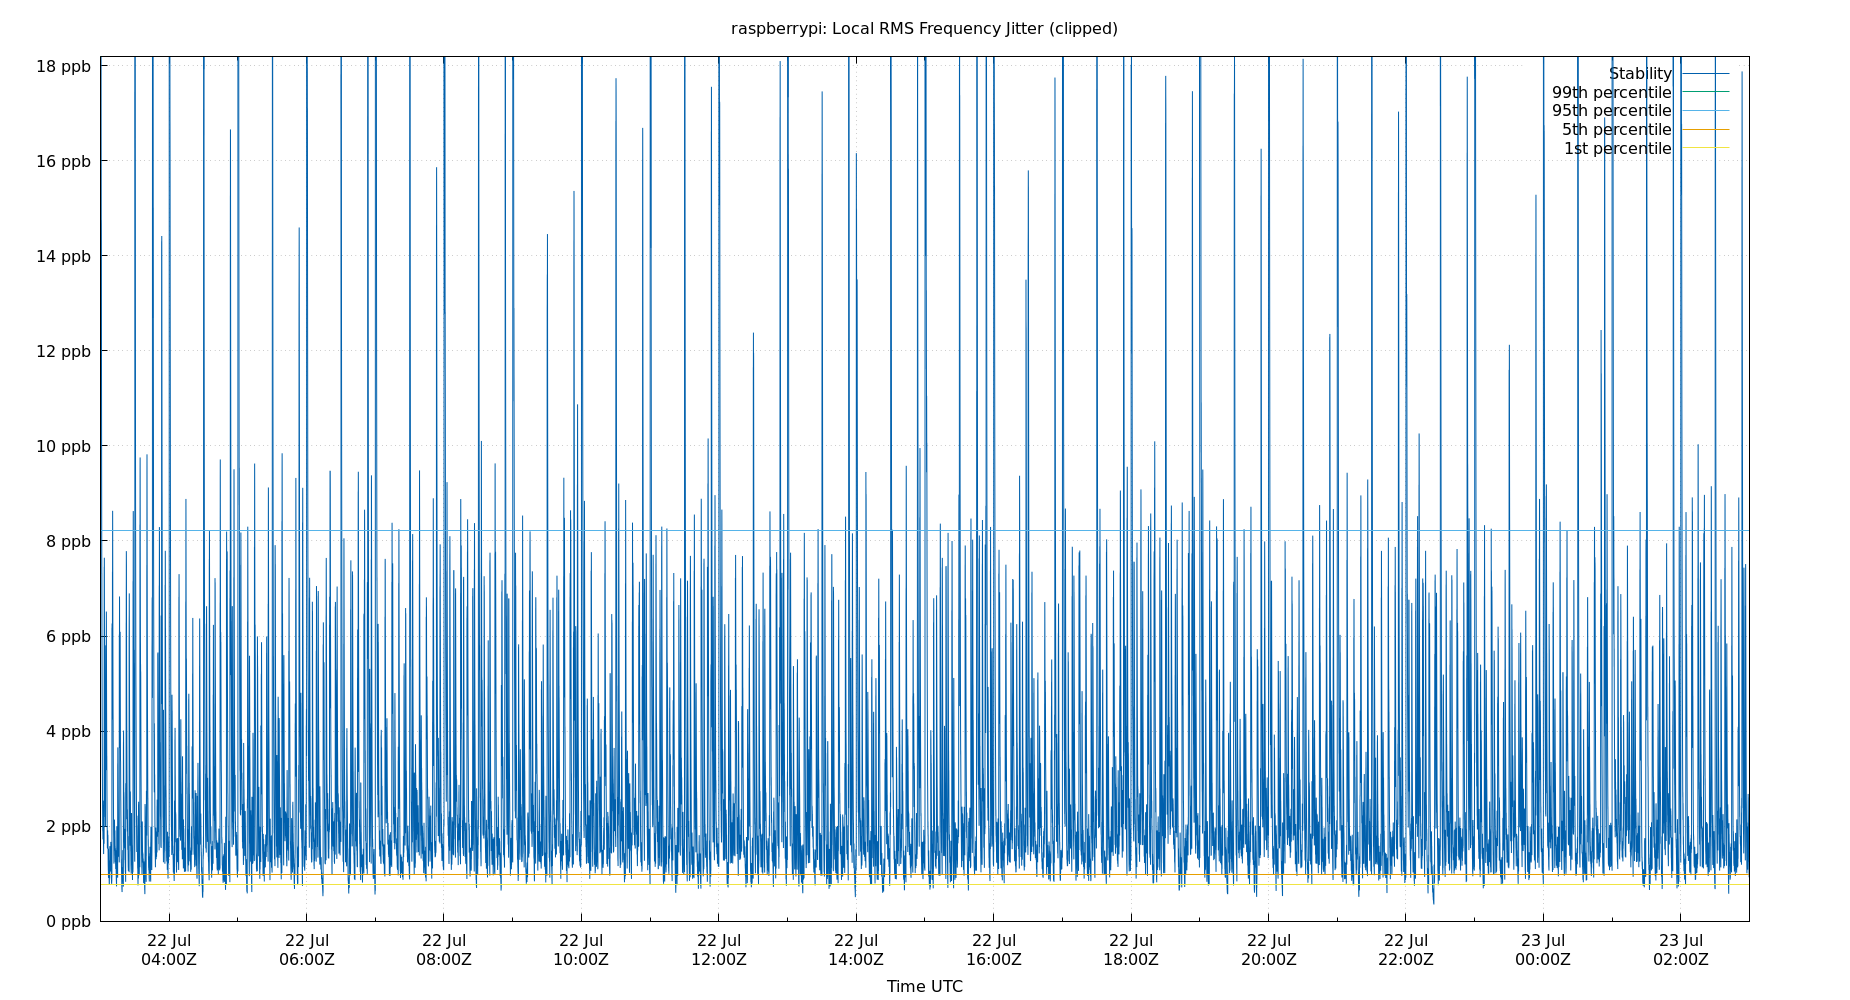 raspberrypi: Local RMS Frequency Jitter (clipped)
18 ppb
16 ppb
14 ppb
12 ppb
10 ppb
8 ppb
6 ppb
4 ppb
2 ppb
0 ppb
Stability
99th percentile
95th percentile
5th percentile
1st percentile
22 Jul 22 Jul 22 Jul 22 Jul 22 Jul 22 Jul 22 Jul 22 Jul 22 Jul 22 Jul 23 Jul 23 Jul
04:00Z 06:00Z 08:00Z 10:00Z 12:00Z 14:00Z 16:00Z 18:00Z 20:00Z 22:00Z 00:00Z 02:00Z
Time UTC